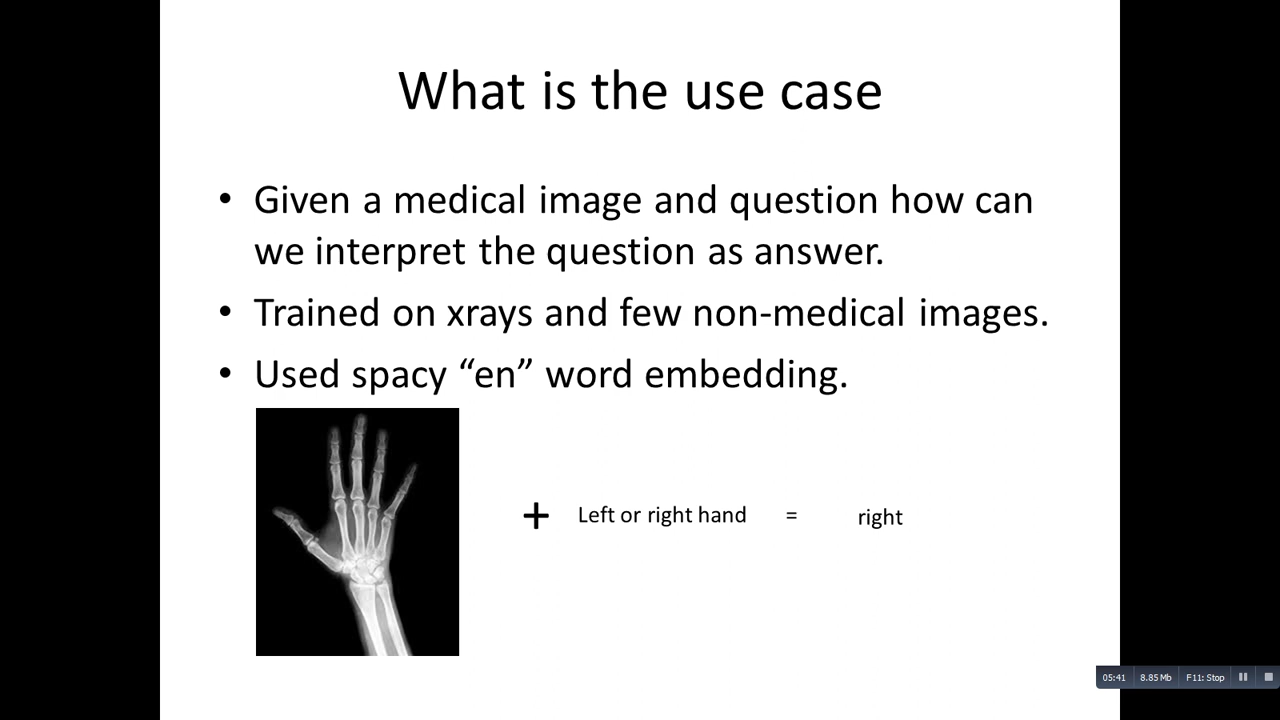 What is the use case
• Given a medical image and question how can
we interpret the question as answer.
• Trained on xrays and few non-medical images.
• Used spacy “en” word embedding.
+ Left or right hand = right
05:41 8.85 Mb F11: Stop